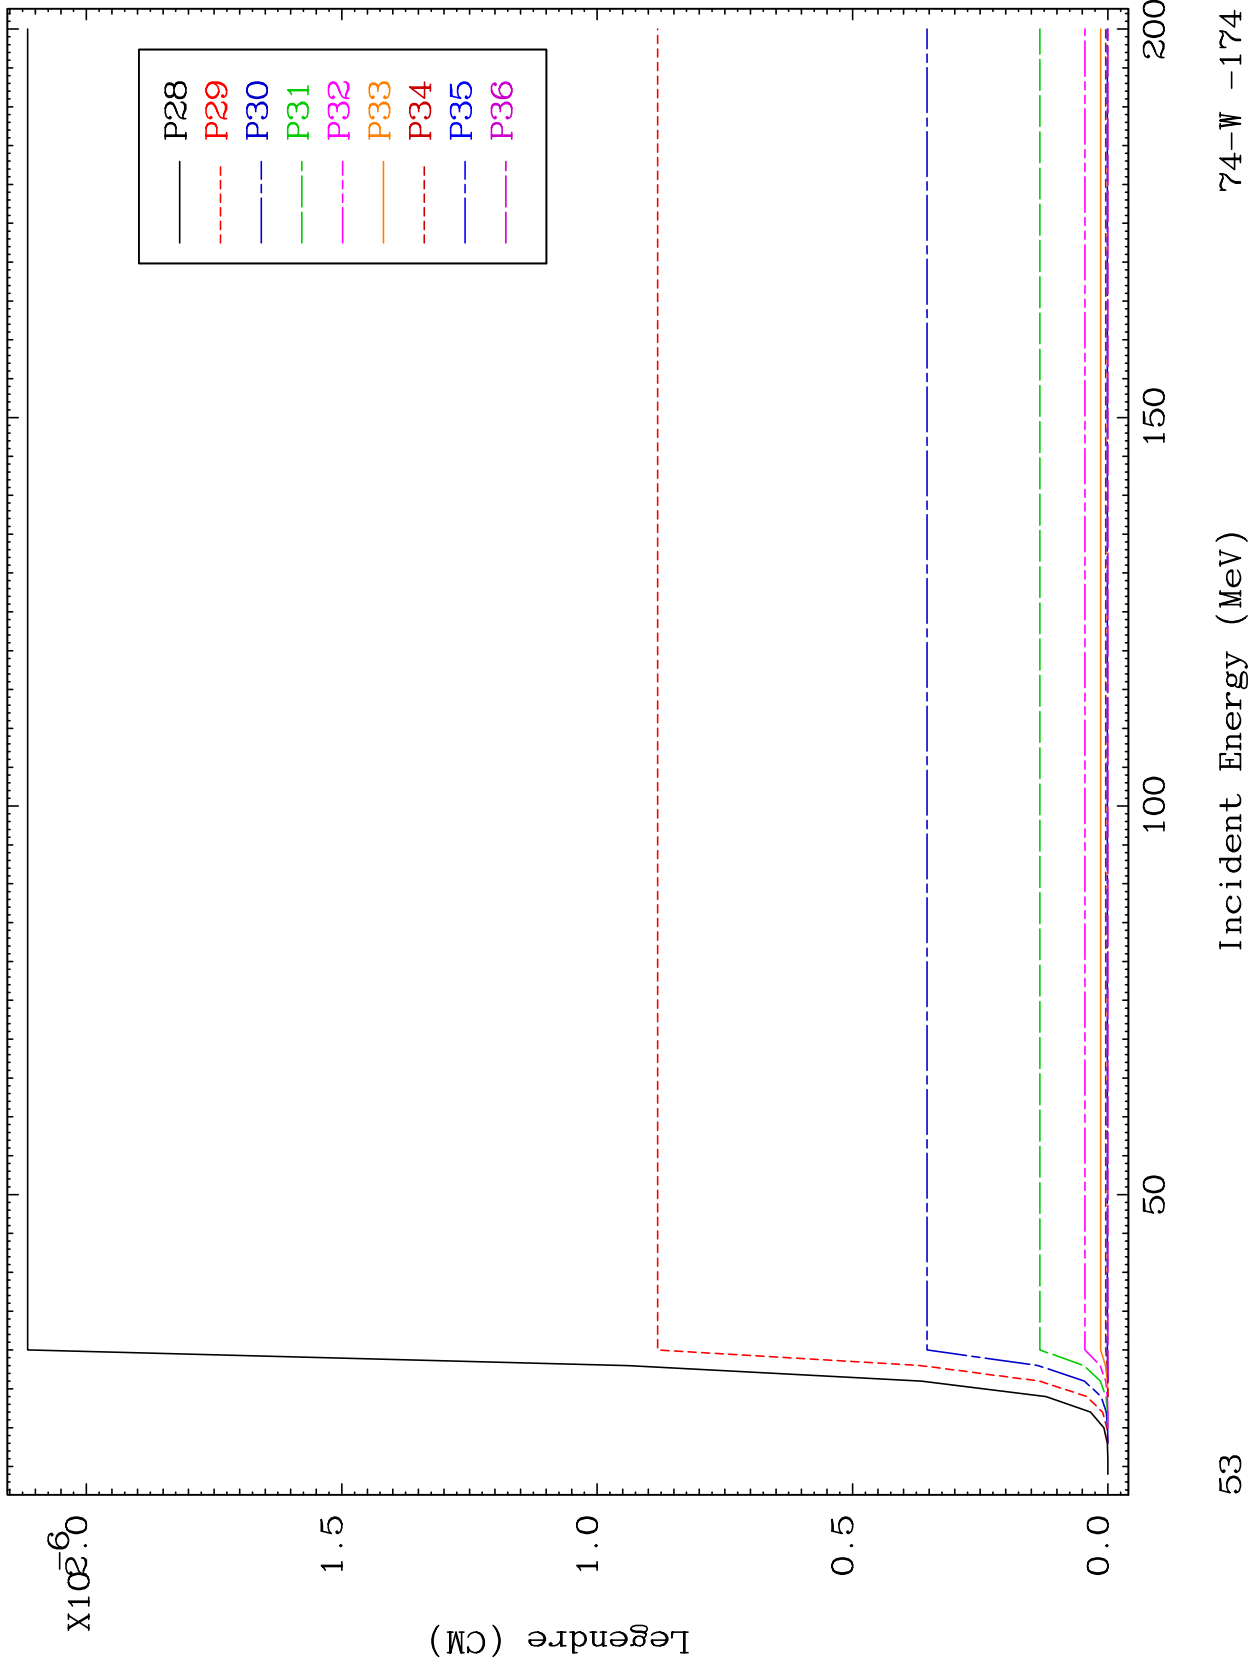 X10-6
2.0
1.5
1.0
0.5
0.0
Legendre (CM)
P28
P29
P30
P31
P32
P33
P34
P35
P36
50
100
150
200
Incident Energy (MeV)
53
74-W -174